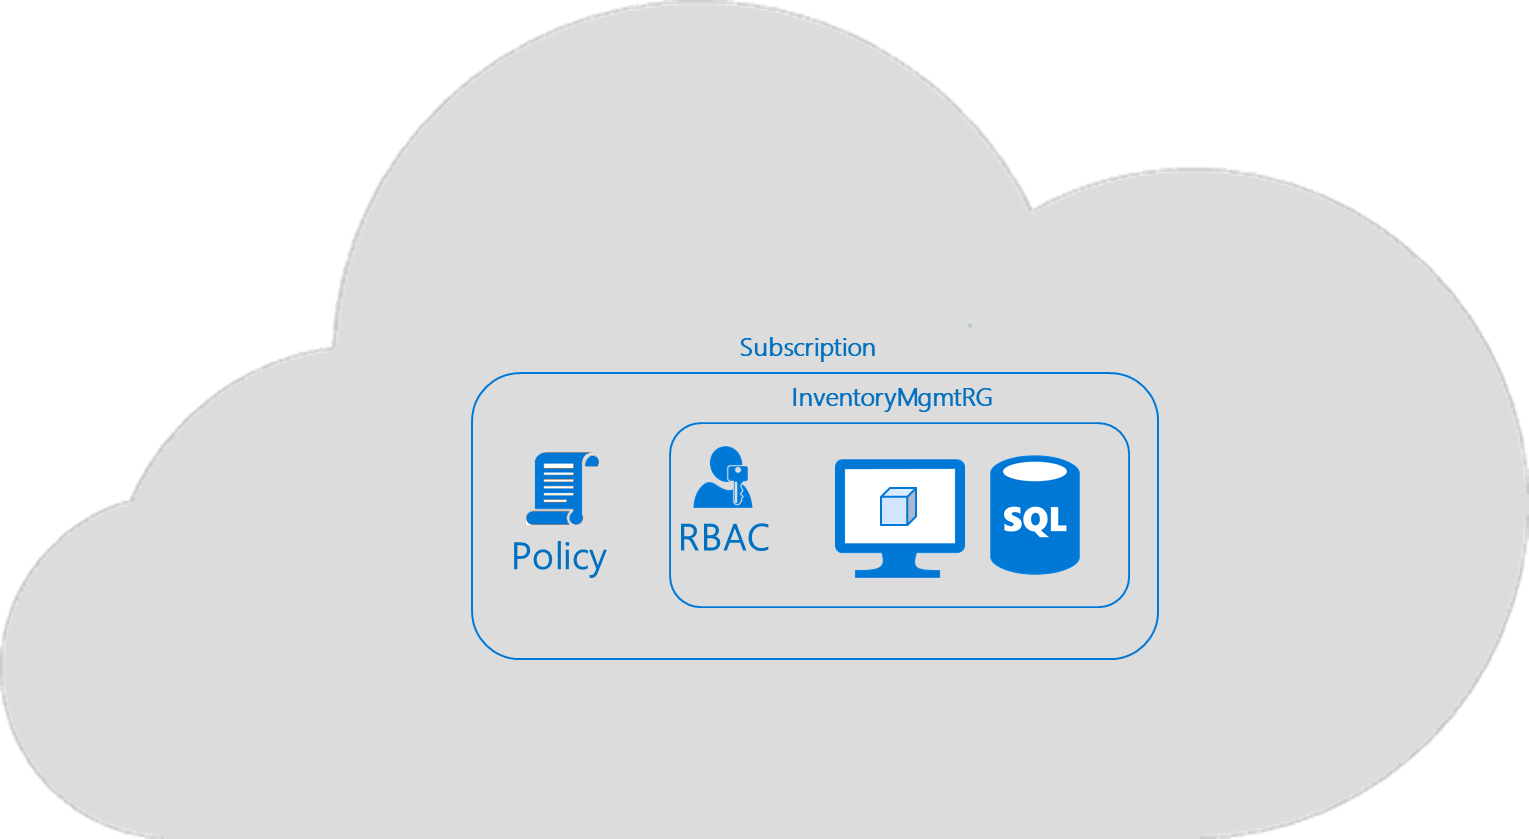 Subscription
InventoryMgmtRG
Policy
RBAC
SQL